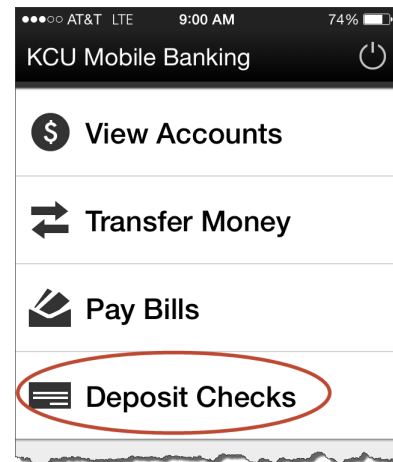 ●●●○○ AT&T LTE 9:00 AM 74%
KCU Mobile Banking
$ View Accounts
Transfer Money
Pay Bills
Deposit Checks